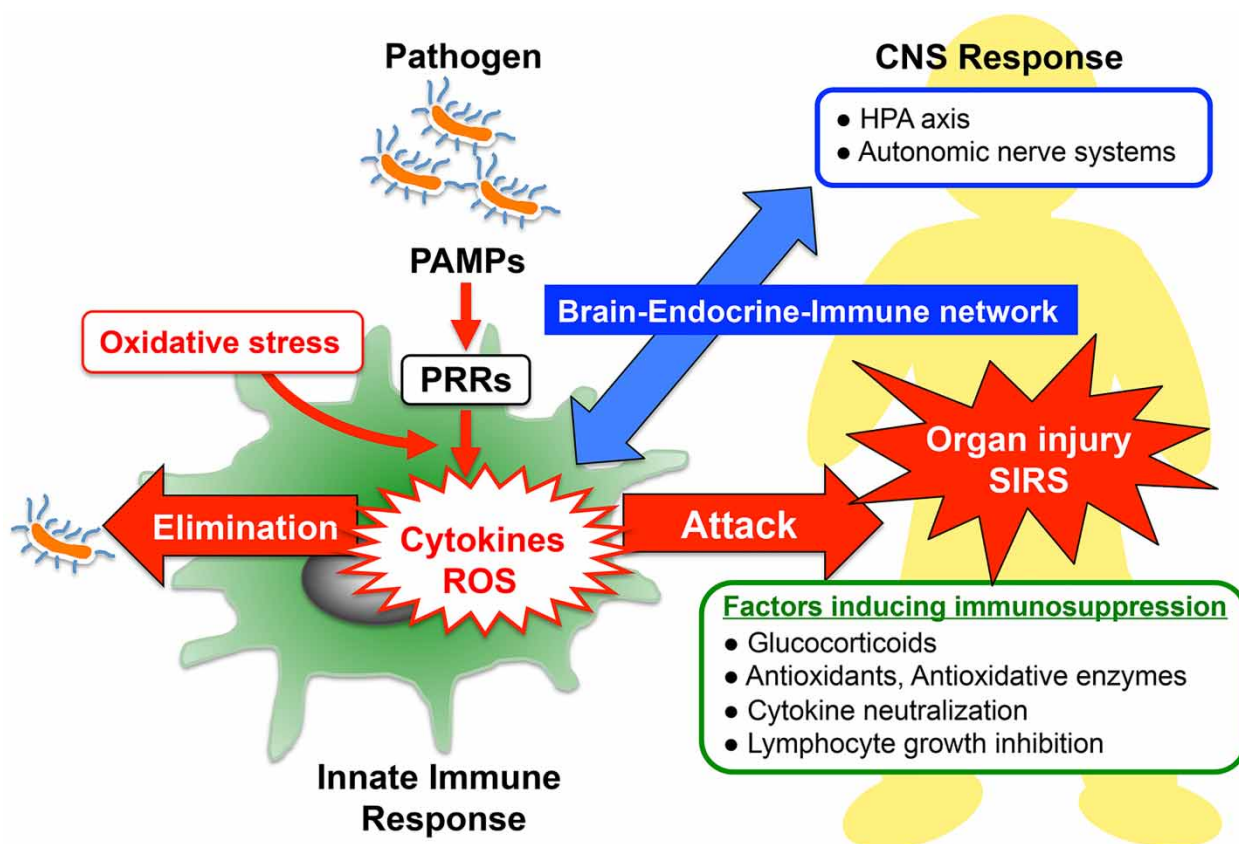 Pathogen
CNS Response
● HPA axis
● Autonomic nerve systems
PAMPs
Brain-Endocrine-Immune network
Oxidative stress
PRRs
Organ injury
SIRS
Elimination
Cytokines
ROS
Attack
Factors inducing immunosuppression
● Glucocorticoids
● Antioxidants, Antioxidative enzymes
● Cytokine neutralization
● Lymphocyte growth inhibition
Innate Immune
Response